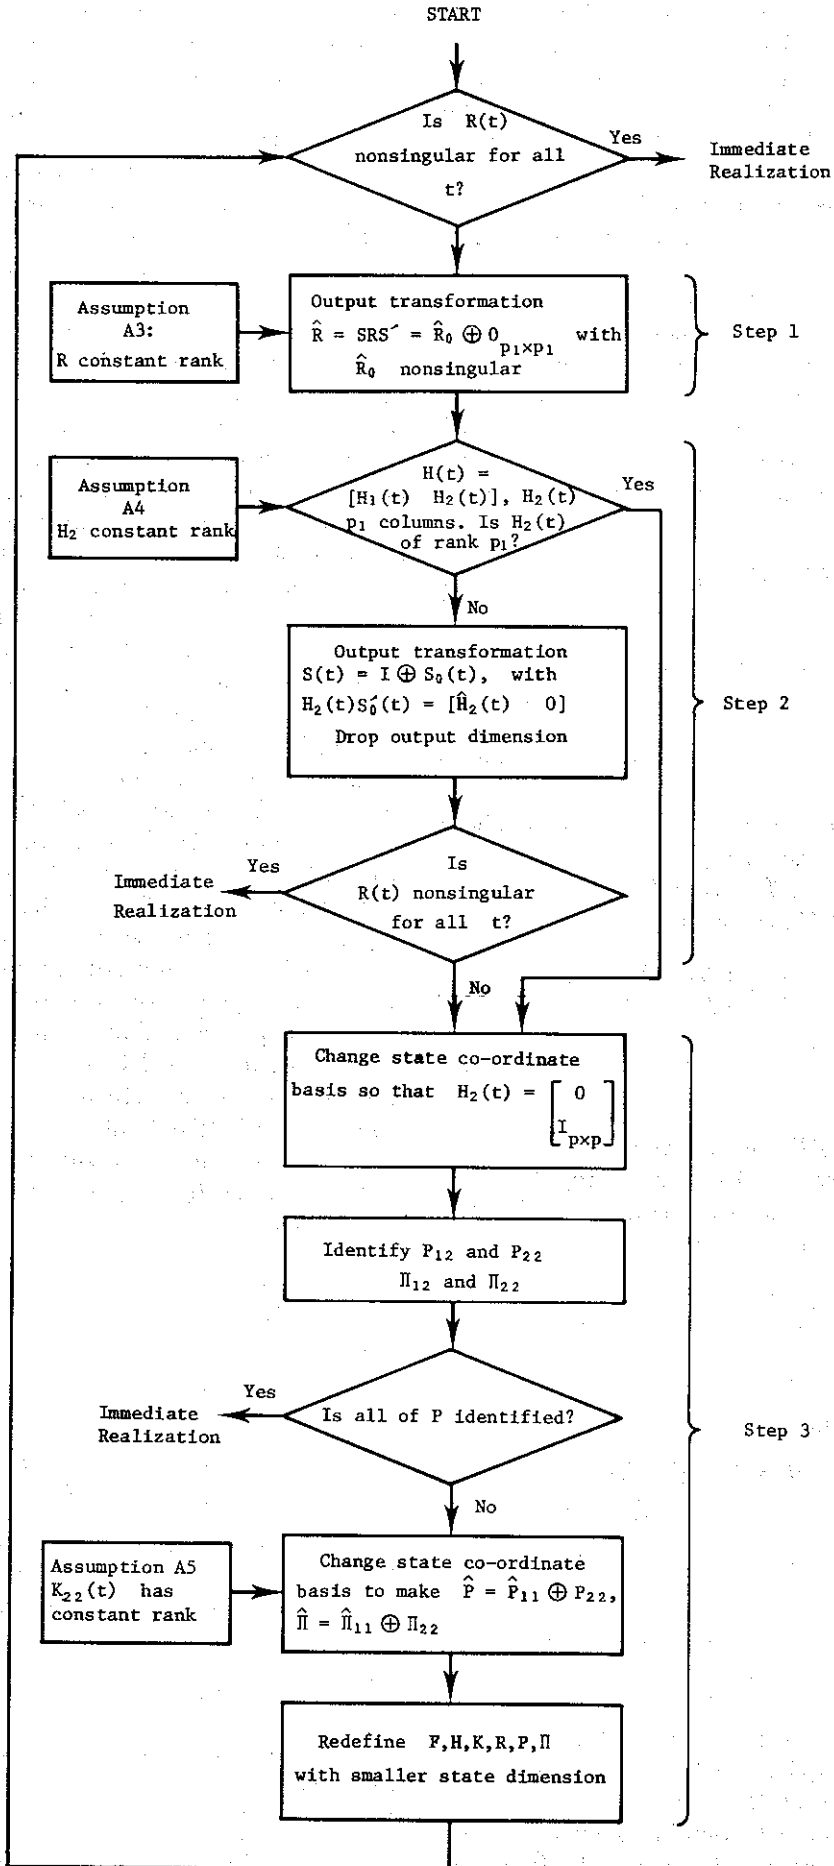 START
Is R(t)
nonsingular for all
t?
Yes
Immediate
Realization
Assumption
A3:
R constant rank
Output transformation
R̂ = SRS´ = R̂₀ ⊕ 0ₚ₁ₓₚ₁ with
R̂₀ nonsingular
Step 1
Assumption
A4
H₂ constant rank
H(t) =
[H₁(t) H₂(t)], H₂(t)
p₁ columns. Is H₂(t)
of rank p₁?
Yes
No
Output transformation
S(t) = I ⊕ S₀(t), with
H₂(t)S₀´(t) = [Ĥ₂(t) 0]
Drop output dimension
Step 2
Is
R(t) nonsingular
for all t?
Yes
Immediate
Realization
No
Change state co-ordinate
basis so that H₂(t) = [ 0
Iₚₓₚ ]
Identify P₁₂ and P₂₂
Π₁₂ and Π₂₂
Is all of P identified?
Yes
Immediate
Realization
Step 3
No
Assumption A5
K₂₂(t) has
constant rank
Change state co-ordinate
basis to make P̂ = P̂₁₁ ⊕ P₂₂,
Π̂ = Π̂₁₁ ⊕ Π₂₂
Redefine F,H,K,R,P,Π
with smaller state dimension